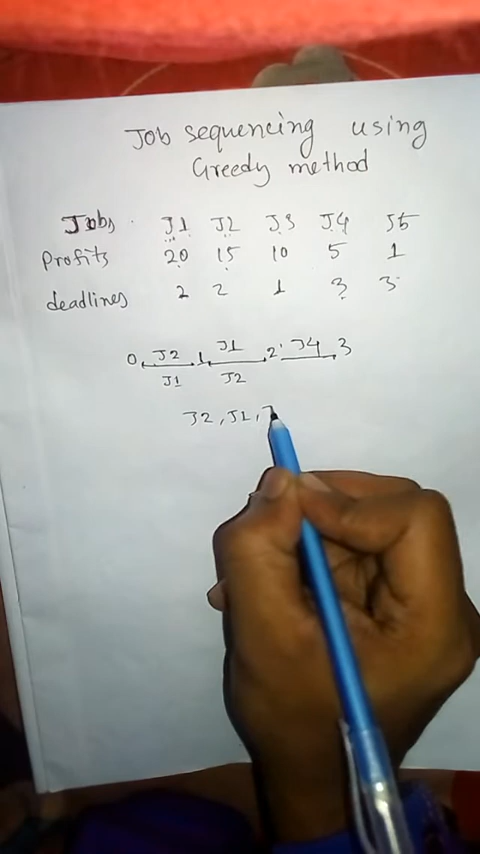 Job sequencing using
Greedy method
Jobs J1 J2 J3 J4 J5
Profits 20 15 10 5 1
deadlines 2 2 1 3 3
0 J2 1 J1 2 J4 3
J1 J2
J2, J1, J